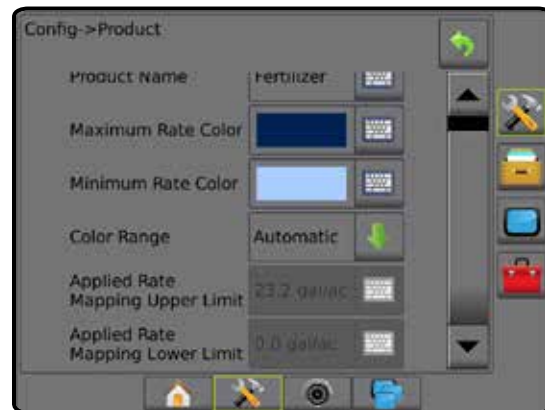 Config->Product
Product Name Fertilizer
Maximum Rate Color
Minimum Rate Color
Color Range Automatic
Applied Rate
Mapping Upper Limit 23.2 gal/ac
Applied Rate
Mapping Lower Limit 0.0 gal/ac